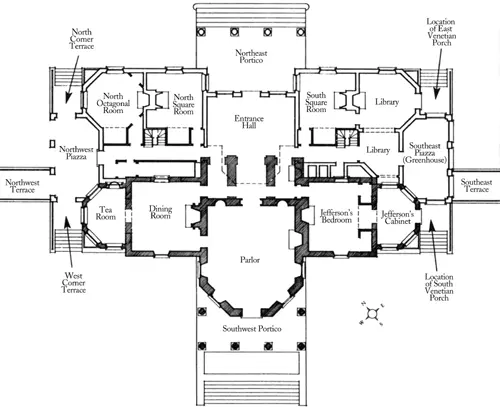 North
Corner
Terrace
Location
of East
Venetian
Porch
Northeast
Portico
North
Octagonal
Room
North
Square
Room
South
Square
Room
Library
Entrance
Hall
Northwest
Piazza
Library
Southeast
Piazza
(Greenhouse)
Northwest
Terrace
Southeast
Terrace
Tea
Room
Dining
Room
Jefferson's
Bedroom
Jefferson's
Cabinet
Parlor
West
Corner
Terrace
Location
of South
Venetian
Porch
N
E
W
S
Southwest Portico